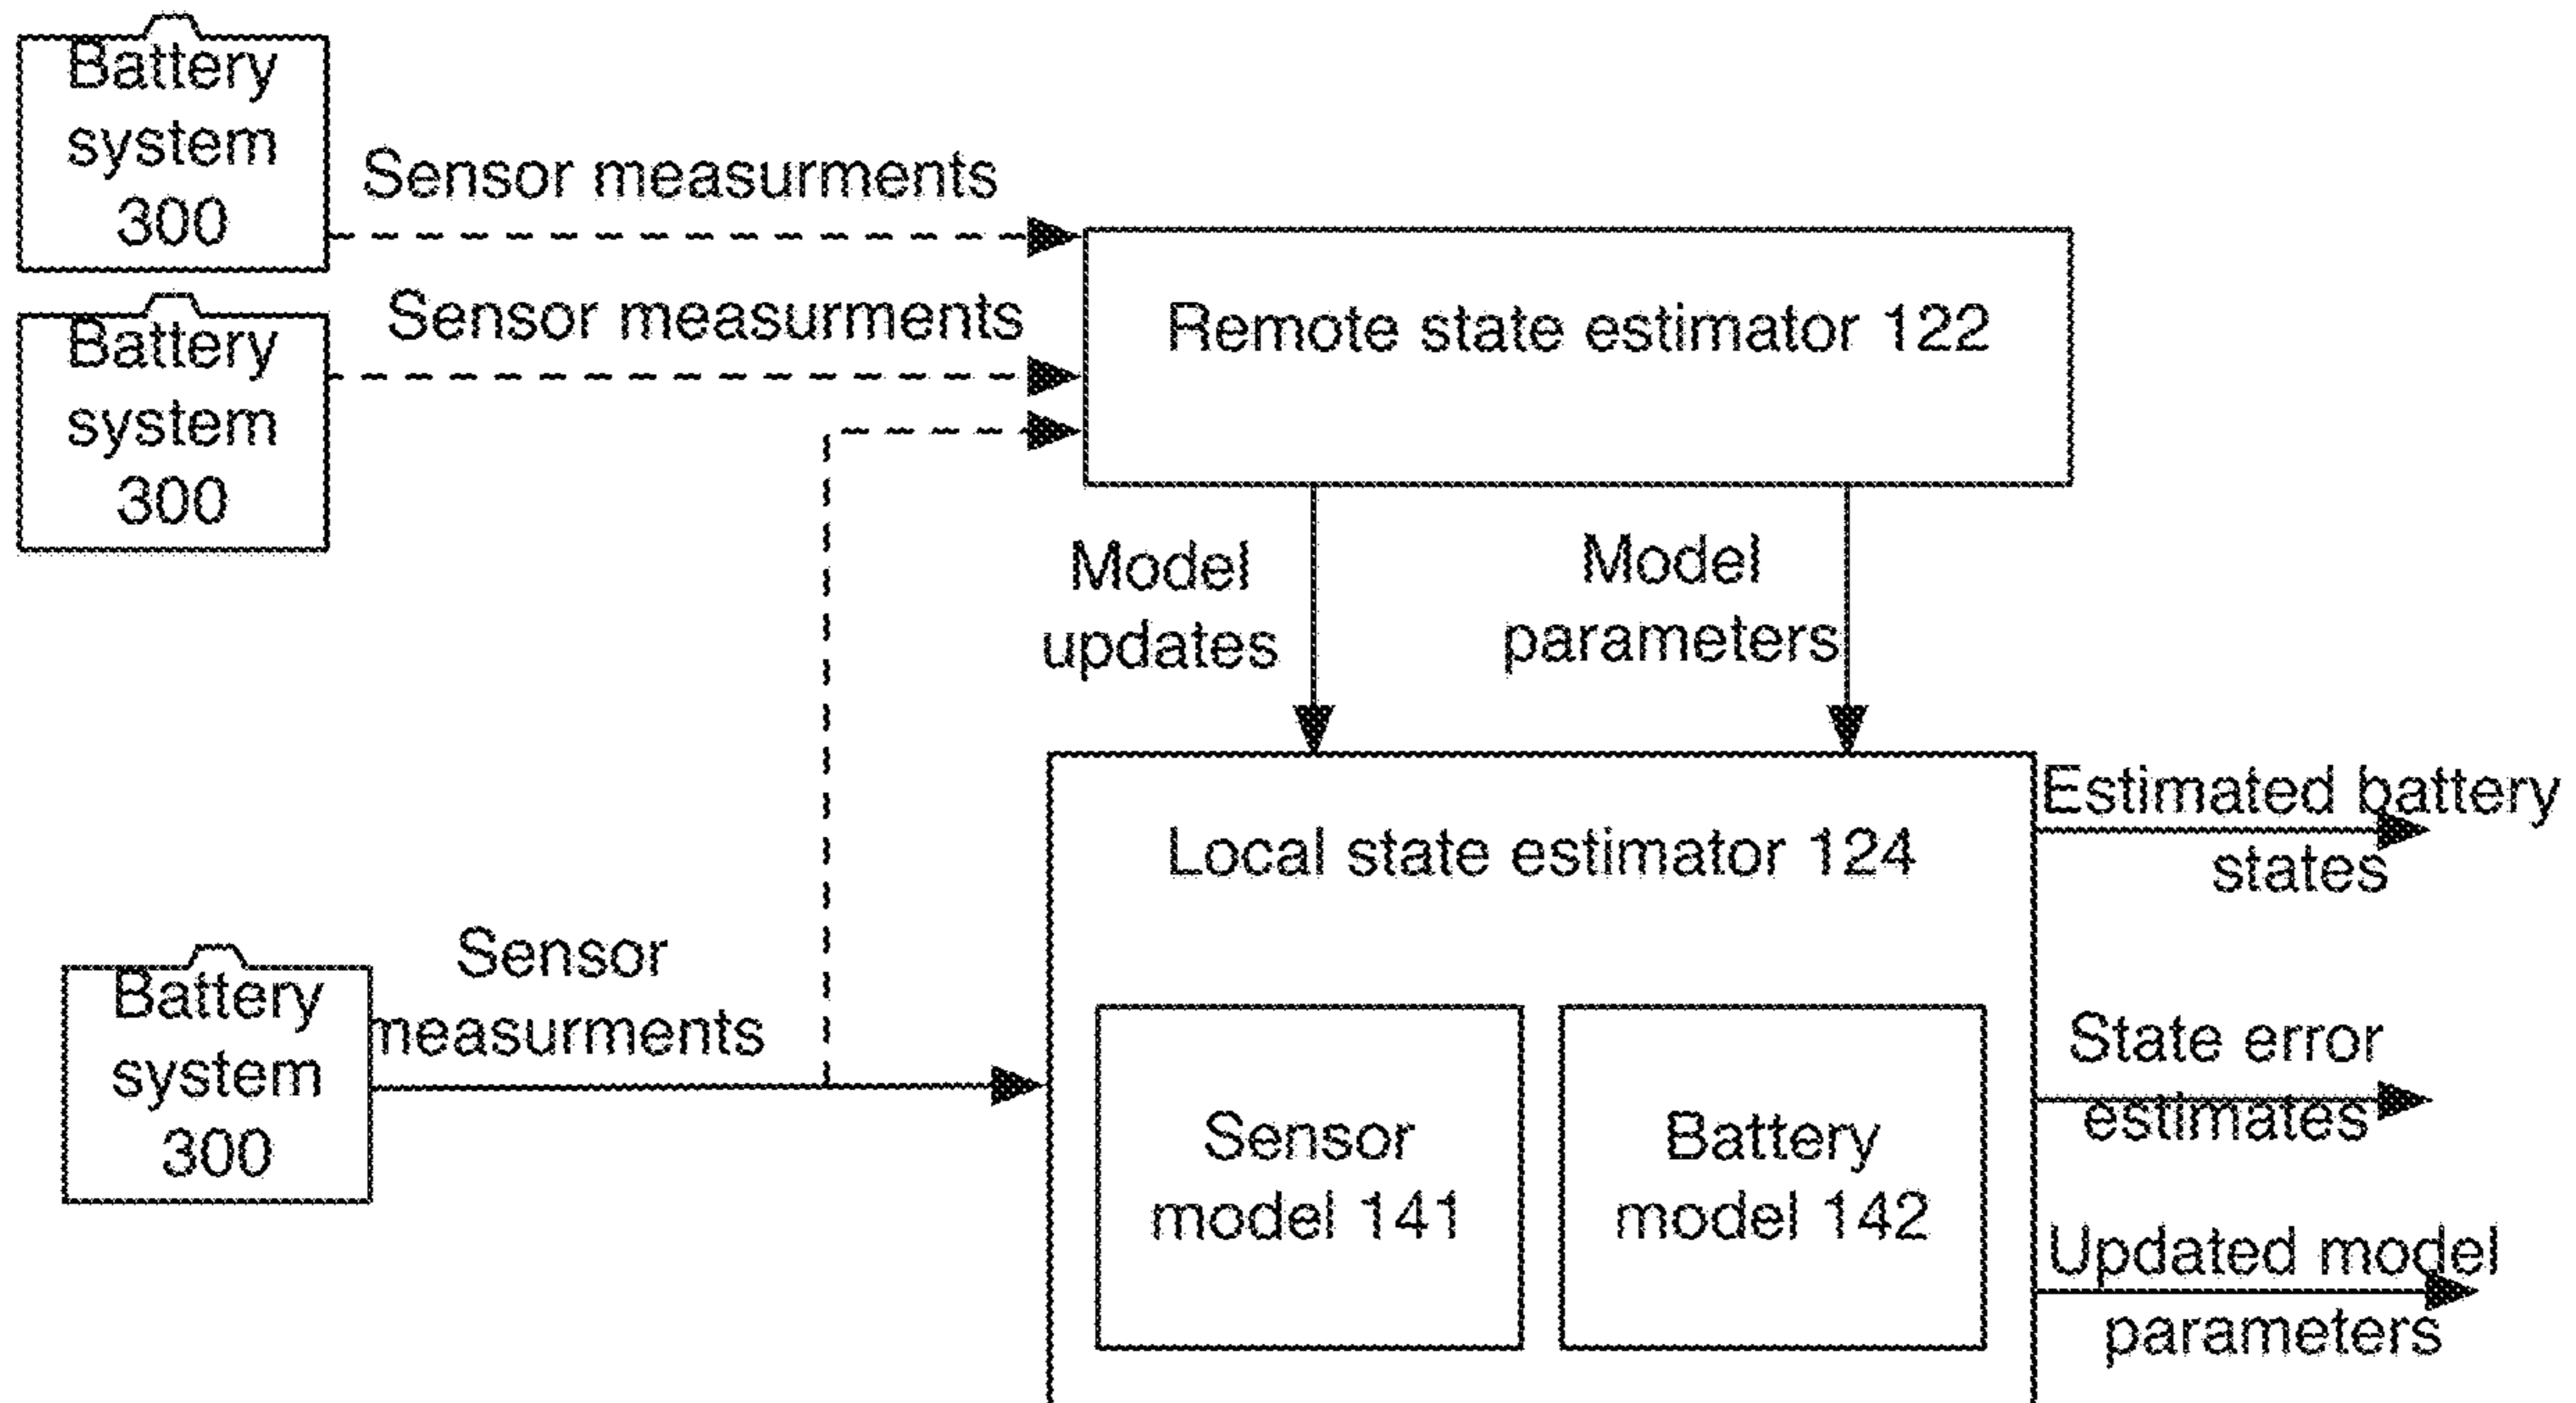 Battery
system
300
Sensor measurments
Battery
system
300
Sensor measurments
Remote state estimator 122
Model
updates
Model
parameters
Battery
system
300
Sensor
measurments
Local state estimator 124
Sensor
model 141
Battery
model 142
Estimated battery
states
State error
estimates
Updated model
parameters